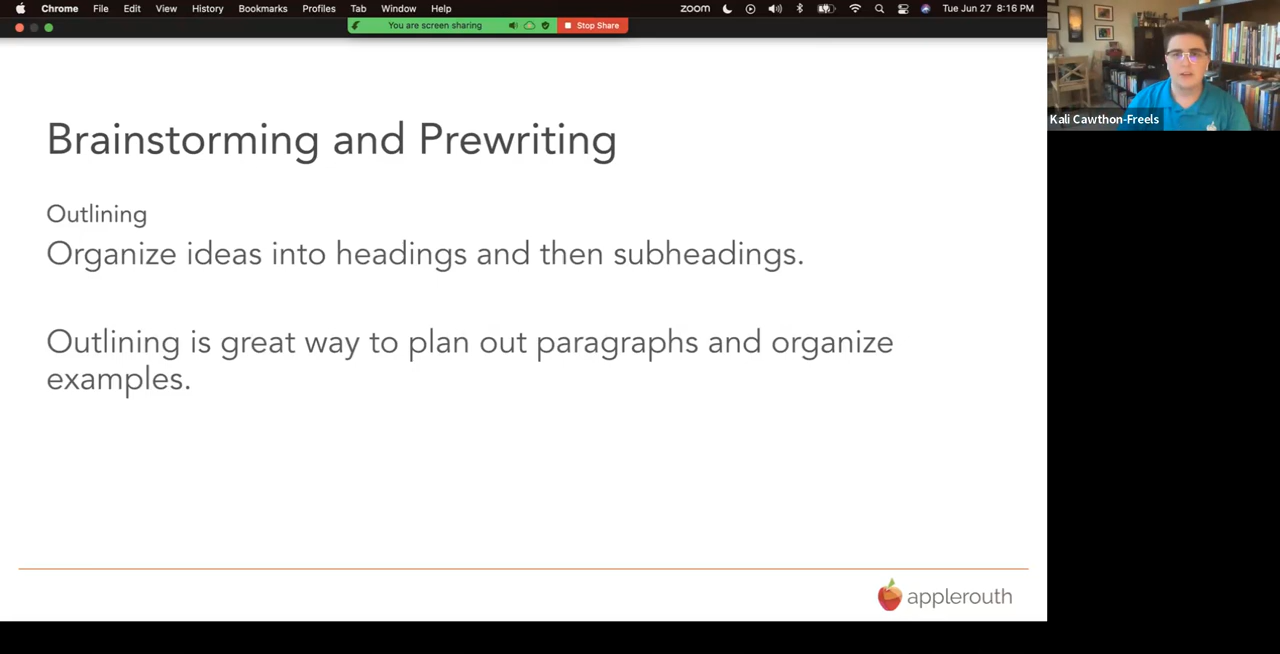 Chrome File Edit View History Bookmarks Profiles Tab Window Help zoom Tue Jun 27 8:16 PM
You are screen sharing Stop Share
Kali Cawthon-Freels
Brainstorming and Prewriting
Outlining
Organize ideas into headings and then subheadings.
Outlining is great way to plan out paragraphs and organize
examples.
applerouth